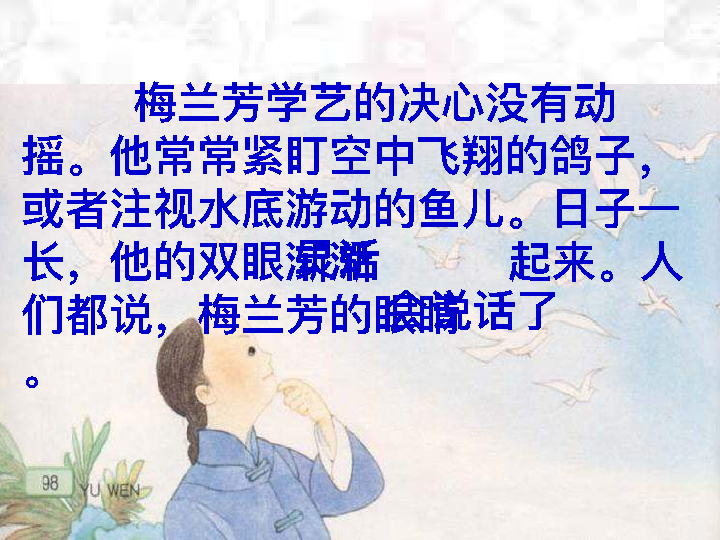 梅兰芳学艺的决心没有动
摇。他常常紧盯空中飞翔的鸽子，
或者注视水底游动的鱼儿。日子一
长，他的双眼渐渐灵活起来。人
们都说，梅兰芳的眼睛会说话了
。
98 YU WEN